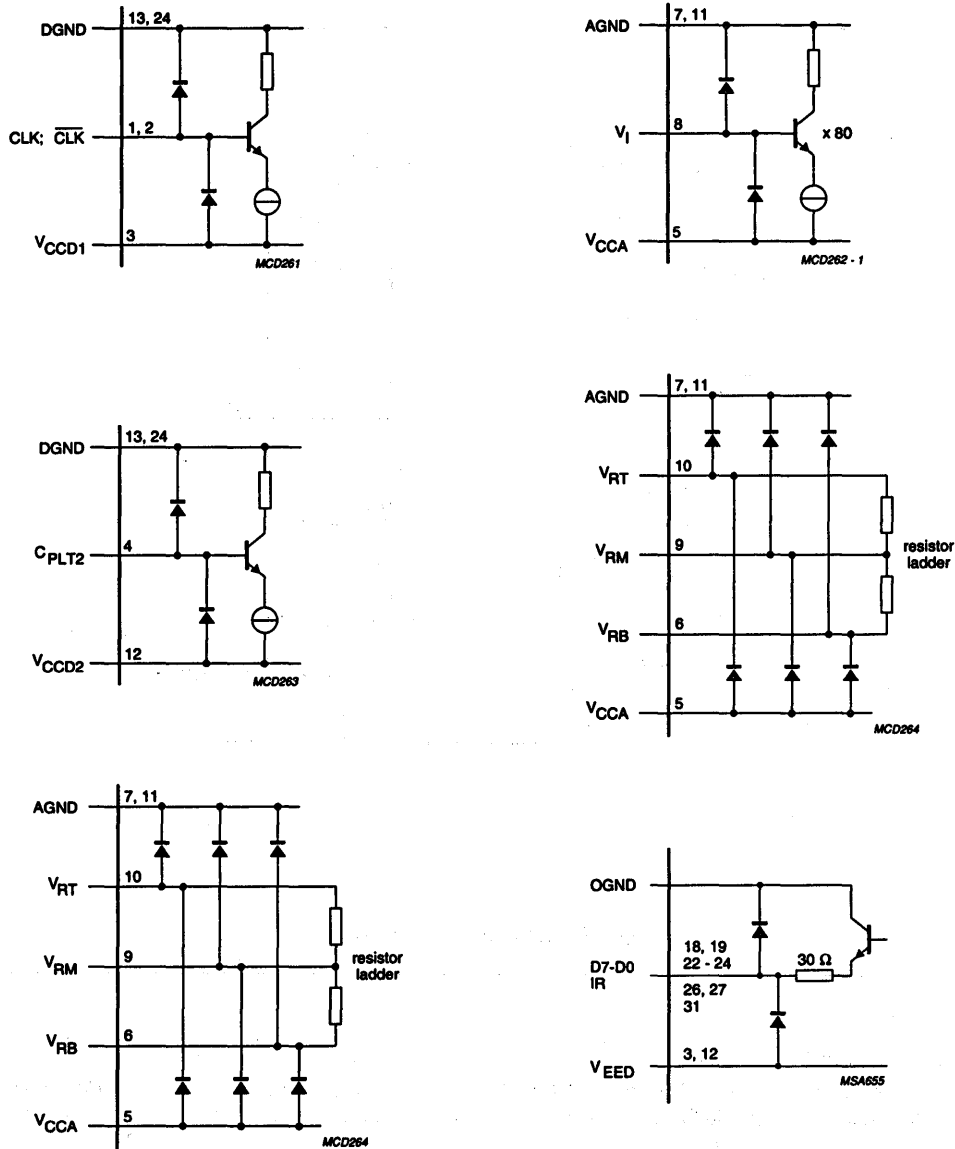 13, 24
DGND
1, 2
CLK; C̅L̅K̅
3
VCCD1
MCD261
7, 11
AGND
8
VI
x 80
5
VCCA
MCD262 - 1
13, 24
DGND
4
CPLT2
12
VCCD2
MCD263
7, 11
AGND
10
VRT
9
VRM
resistor
ladder
6
VRB
5
VCCA
MCD264
7, 11
AGND
10
VRT
9
VRM
resistor
ladder
6
VRB
5
VCCA
MCD264
OGND
18, 19
22 - 24
30 Ω
D7-D0
IR
26, 27
31
3, 12
VEED
MSA655